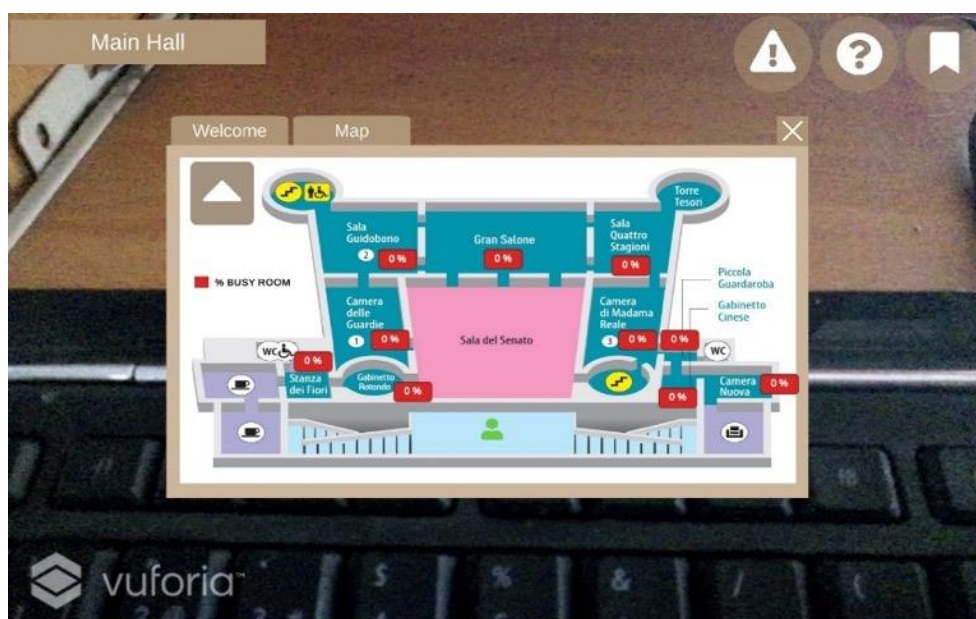 Main Hall
Welcome
Map
Torre
Tesori
Sala
Guidobono
2
0 %
Gran Salone
0 %
Sala
Quattro
Stagioni
0 %
% BUSY ROOM
Piccola
Guardaroba
Gabinetto
Cinese
Camera
delle
Guardie
1
0 %
Sala del Senato
Camera
di Madama
Reale
3
0 %
0 %
WC
0 %
WC
Stanza
dei Fiori
Gabinetto
Rotondo
0 %
0 %
Camera
Nuova
0 %
vuforia
S
%
&
/
(